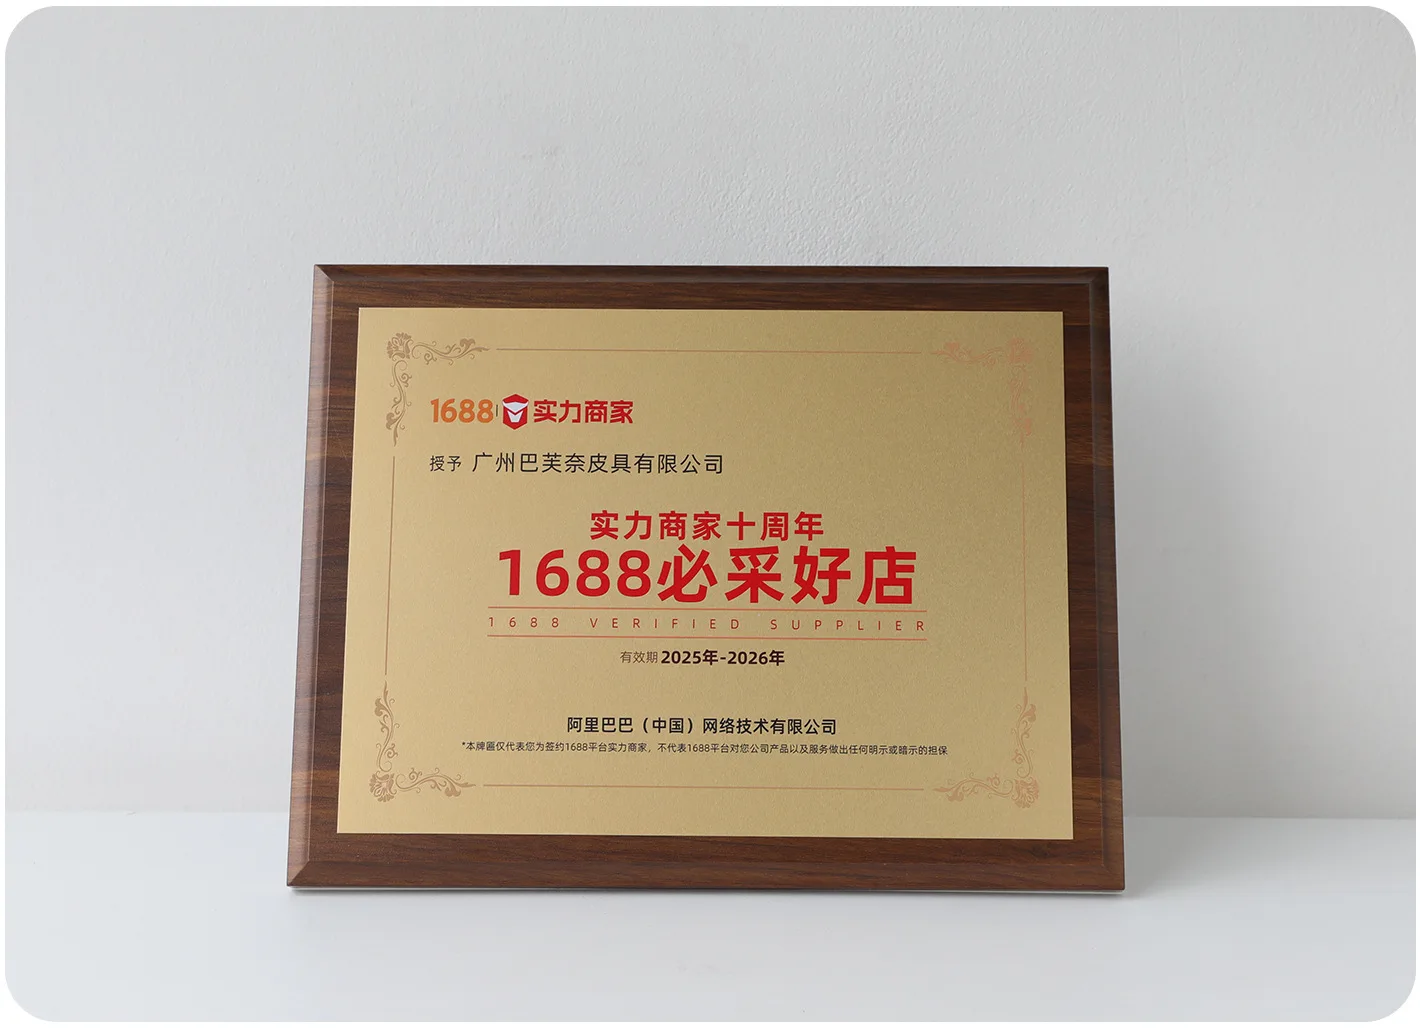 1688 实力商家
授予 广州巴芙奈皮具有限公司
实力商家十周年
1688必采好店
1688 VERIFIED SUPPLIER
有效期 2025年-2026年
阿里巴巴（中国）网络技术有限公司
*本牌匾仅代表您为签约1688平台实力商家，不代表1688平台对您公司产品以及服务做出任何明示或暗示的担保